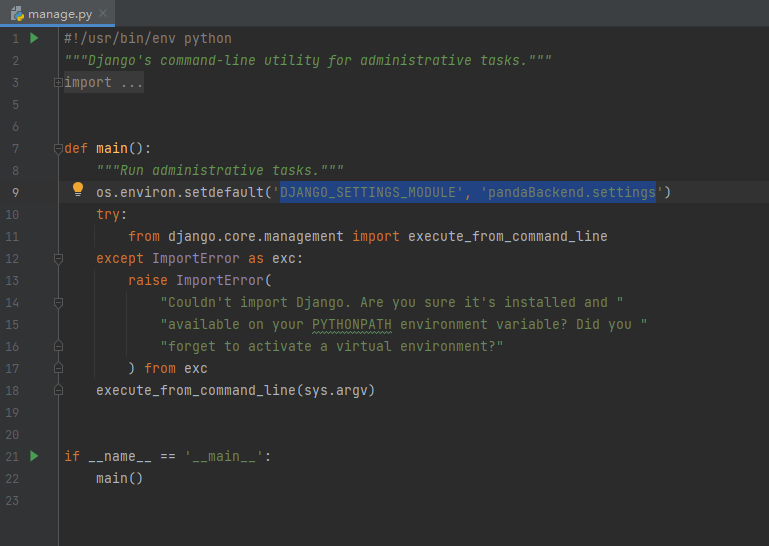 manage.py
1 #!/usr/bin/env python
2 """Django's command-line utility for administrative tasks."""
3 import ...
5
6
7 def main():
8     """Run administrative tasks."""
9     os.environ.setdefault('DJANGO_SETTINGS_MODULE', 'pandaBackend.settings')
10     try:
11         from django.core.management import execute_from_command_line
12     except ImportError as exc:
13         raise ImportError(
14             "Couldn't import Django. Are you sure it's installed and "
15             "available on your PYTHONPATH environment variable? Did you "
16             "forget to activate a virtual environment?"
17         ) from exc
18     execute_from_command_line(sys.argv)
19
20
21 if __name__ == '__main__':
22     main()
23